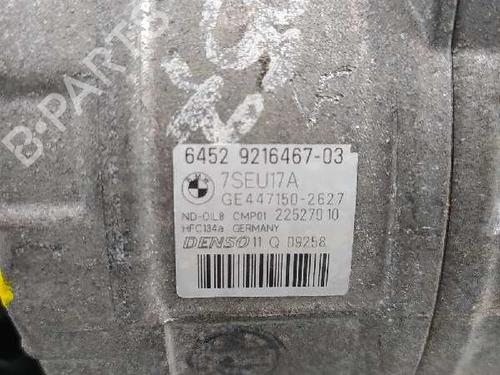 B-PARTS
6452 9216467-03
7SEU17A
GE447150-2627
ND-OIL8 CMP01 22527010
HFC134a GERMANY
DENSO 11 Q 09258